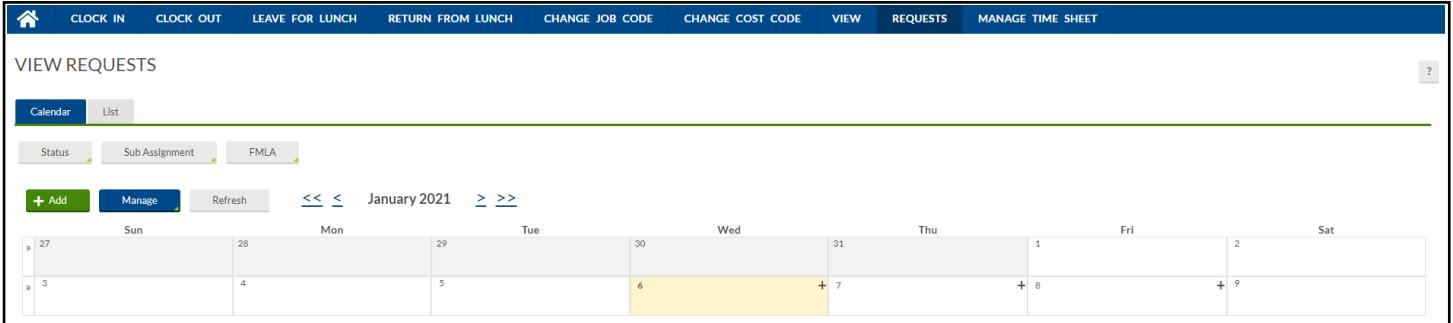 CLOCK IN CLOCK OUT LEAVE FOR LUNCH RETURN FROM LUNCH CHANGE JOB CODE CHANGE COST CODE VIEW REQUESTS MANAGE TIME SHEET
VIEW REQUESTS
?
Calendar List
Status Sub Assignment FMLA
+ Add Manage Refresh << < January 2021 > >>
Sun Mon Tue Wed Thu Fri Sat
» 27 28 29 30 31 1 2
» 3 4 5 6 + 7 + 8 + 9